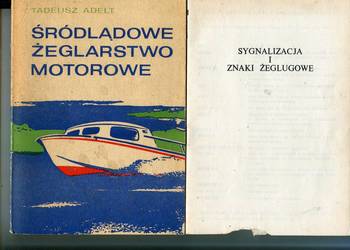 TADEUSZ ADELT
ŚRÓDLĄDOWE
ŻEGLARSTWO
MOTOROWE
SYGNALIZACJA
I
ZNAKI ŻEGLUGOWE